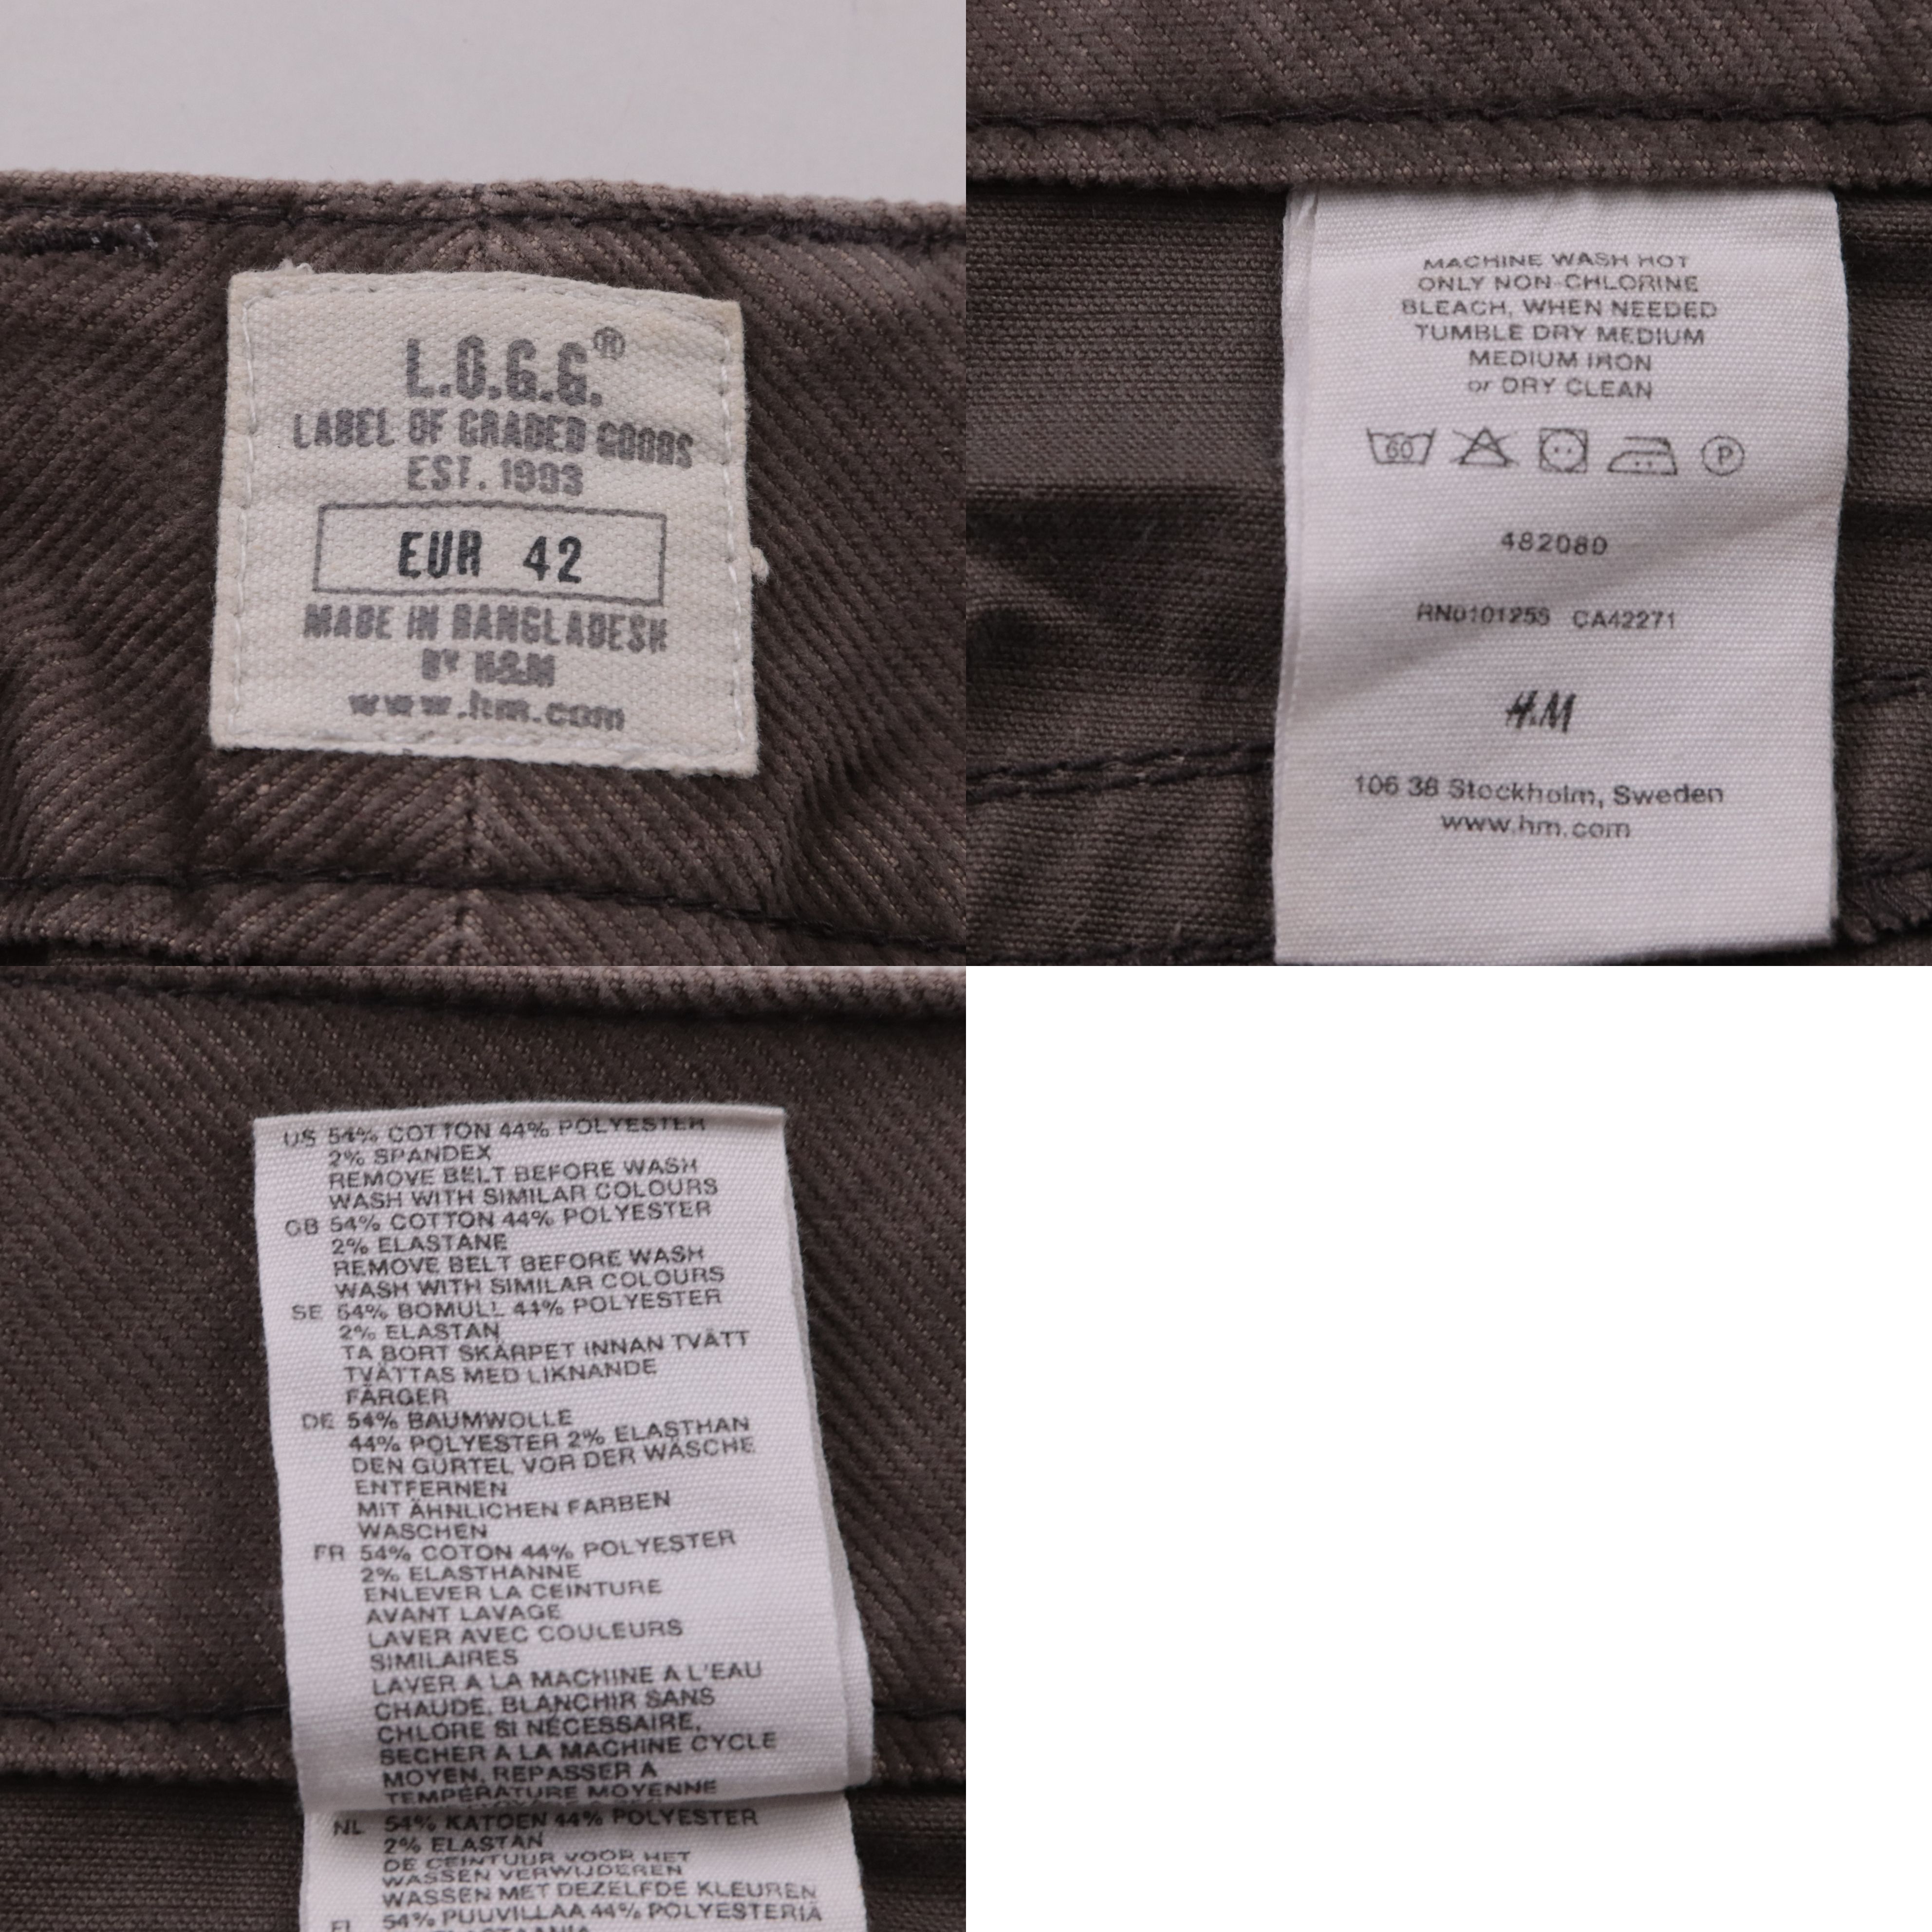 L.O.G.G.®
LABEL OF GRADED GOODS
EST. 1993
EUR 42
MADE IN BANGLADESH
BY H&M
www.hm.com
MACHINE WASH HOT
ONLY NON-CHLORINE
BLEACH, WHEN NEEDED
TUMBLE DRY MEDIUM
MEDIUM IRON
or DRY CLEAN
60 P
482080
RN0101255 CA42271
H&M
106 38 Stockholm, Sweden
www.hm.com
US 54% COTTON 44% POLYESTER
2% SPANDEX
REMOVE BELT BEFORE WASH
WASH WITH SIMILAR COLOURS
GB 54% COTTON 44% POLYESTER
2% ELASTANE
REMOVE BELT BEFORE WASH
WASH WITH SIMILAR COLOURS
SE 54% BOMULL 44% POLYESTER
2% ELASTAN
TA BORT SKÄRPET INNAN TVÄTT
TVÄTTAS MED LIKNANDE
FÄRGER
DE 54% BAUMWOLLE
44% POLYESTER 2% ELASTHAN
DEN GÜRTEL VOR DER WÄSCHE
ENTFERNEN
MIT ÄHNLICHEN FARBEN
WASCHEN
FR 54% COTON 44% POLYESTER
2% ELASTHANNE
ENLEVER LA CEINTURE
AVANT LAVAGE
LAVER AVEC COULEURS
SIMILAIRES
LAVER A LA MACHINE A L'EAU
CHAUDE, BLANCHIR SANS
CHLORE SI NÉCESSAIRE,
SECHER A LA MACHINE CYCLE
MOYEN, REPASSER A
TEMPÉRATURE MOYENNE
NL 54% KATOEN 44% POLYESTER
2% ELASTAN
DE CEINTUUR VOOR HET
WASSEN VERWIJDEREN
WASSEN MET DEZELFDE KLEUREN
FI 54% PUUVILLAA 44% POLYESTERIÄ